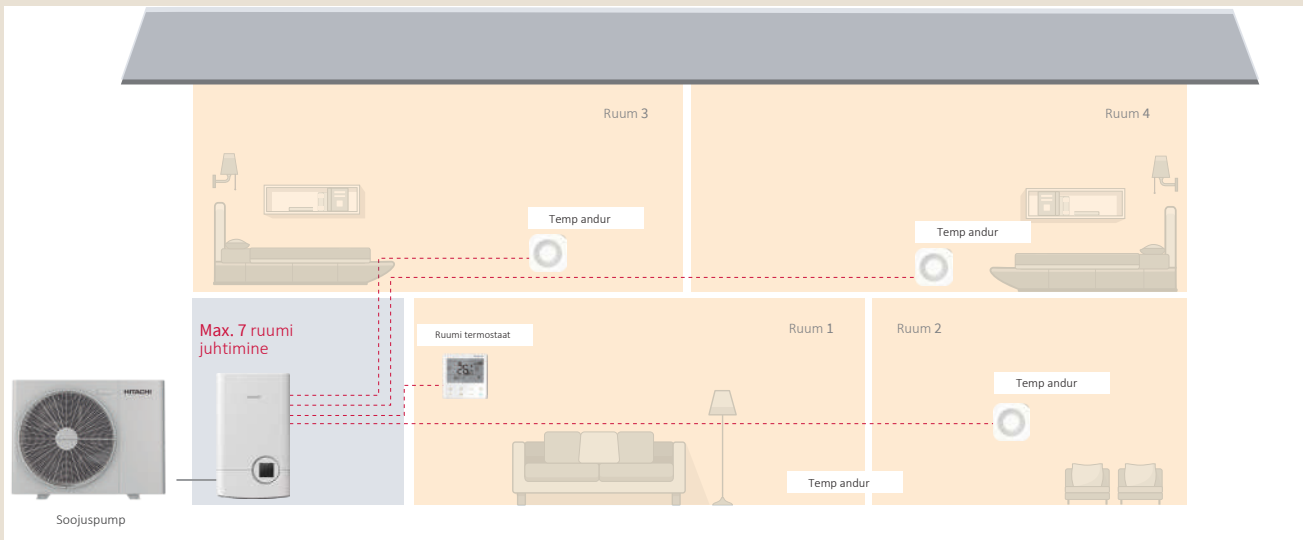 Ruum 3
Ruum 4
Temp andur
Temp andur
Max. 7 ruumi
juhtimine
Ruumi termostaat
Ruum 1
Ruum 2
Temp andur
HITACHI
Temp andur
Soojuspump